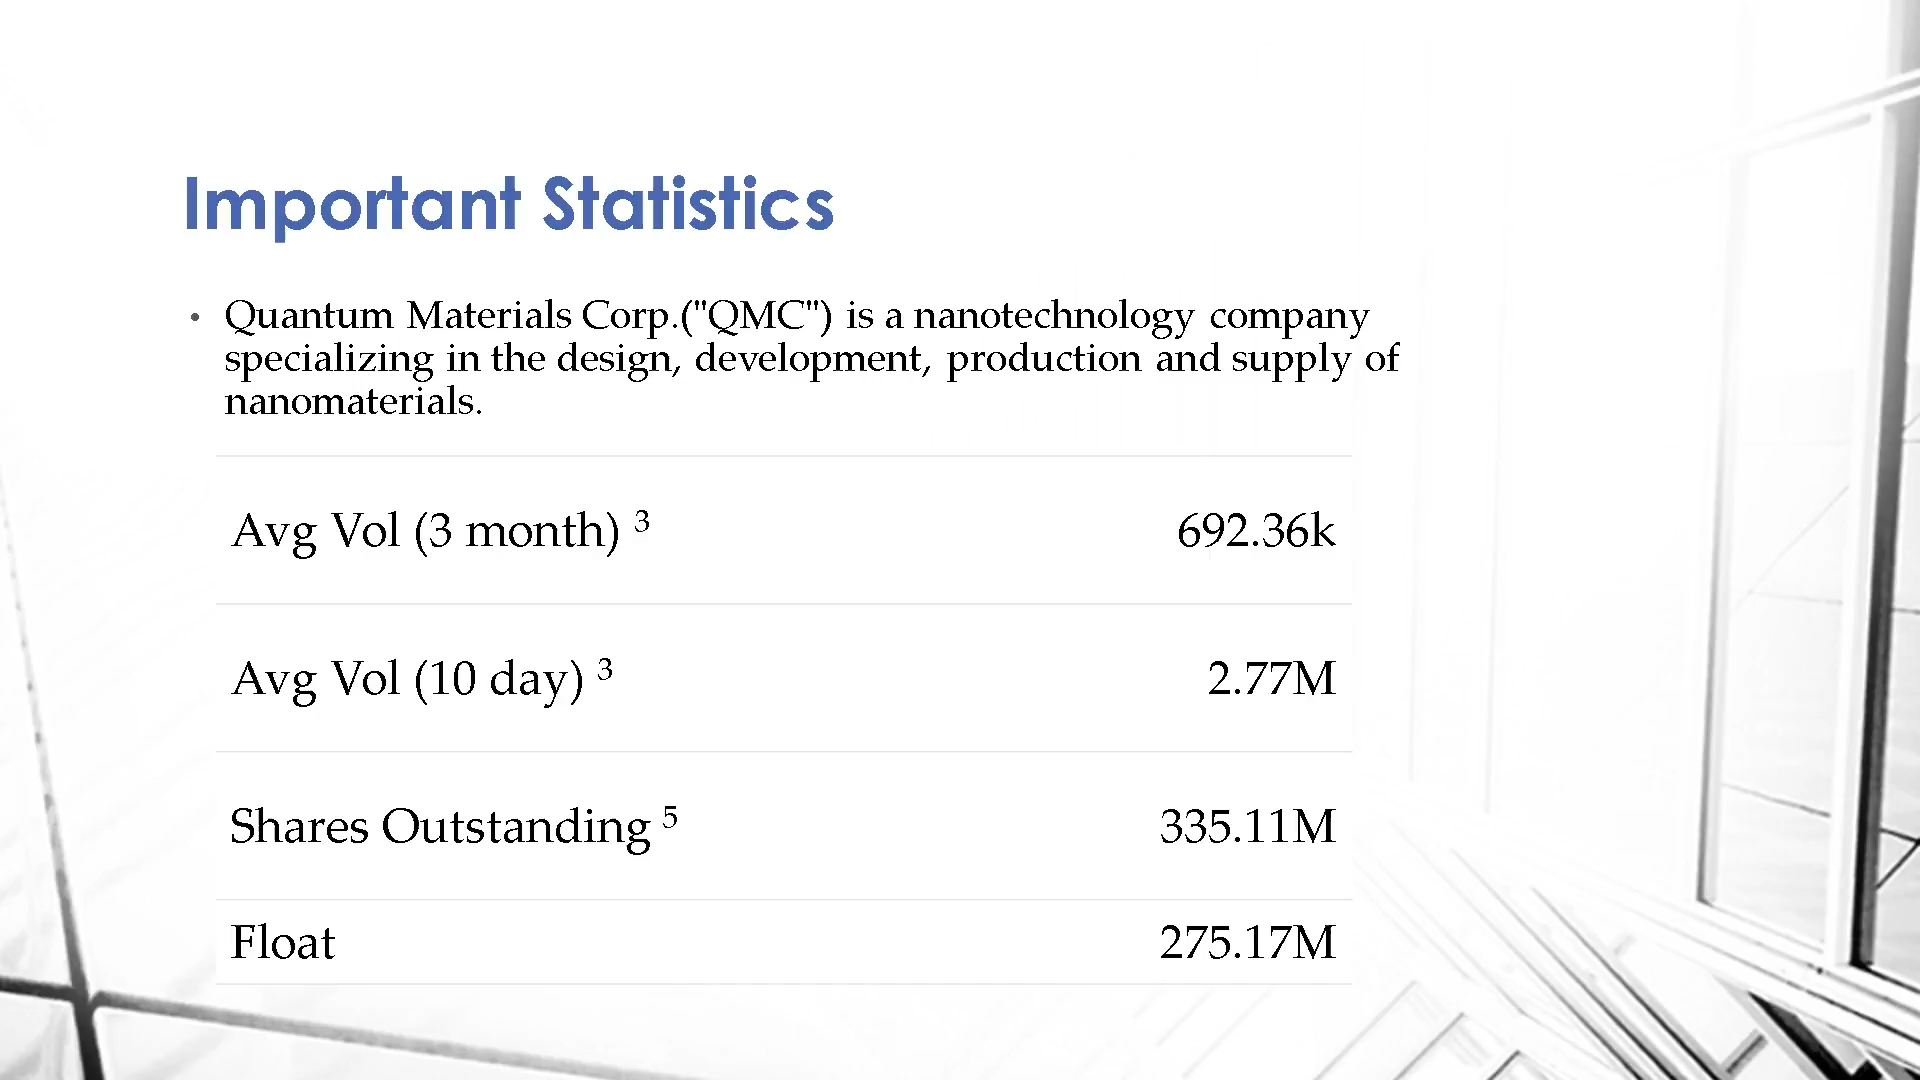 Important Statistics
• Quantum Materials Corp.("QMC") is a nanotechnology company
specializing in the design, development, production and supply of
nanomaterials.
Avg Vol (3 month) ³ 692.36k
Avg Vol (10 day) ³ 2.77M
Shares Outstanding ⁵ 335.11M
Float 275.17M